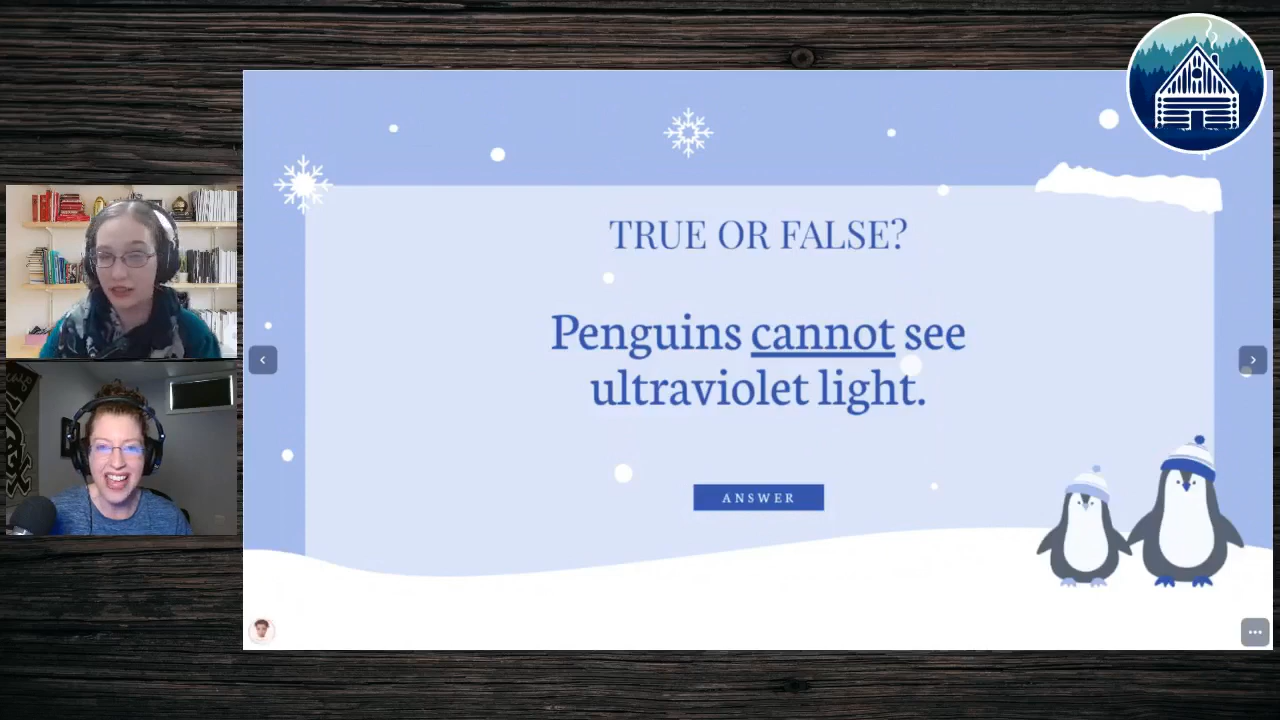 TRUE OR FALSE?
Penguins cannot see
ultraviolet light.
ANSWER